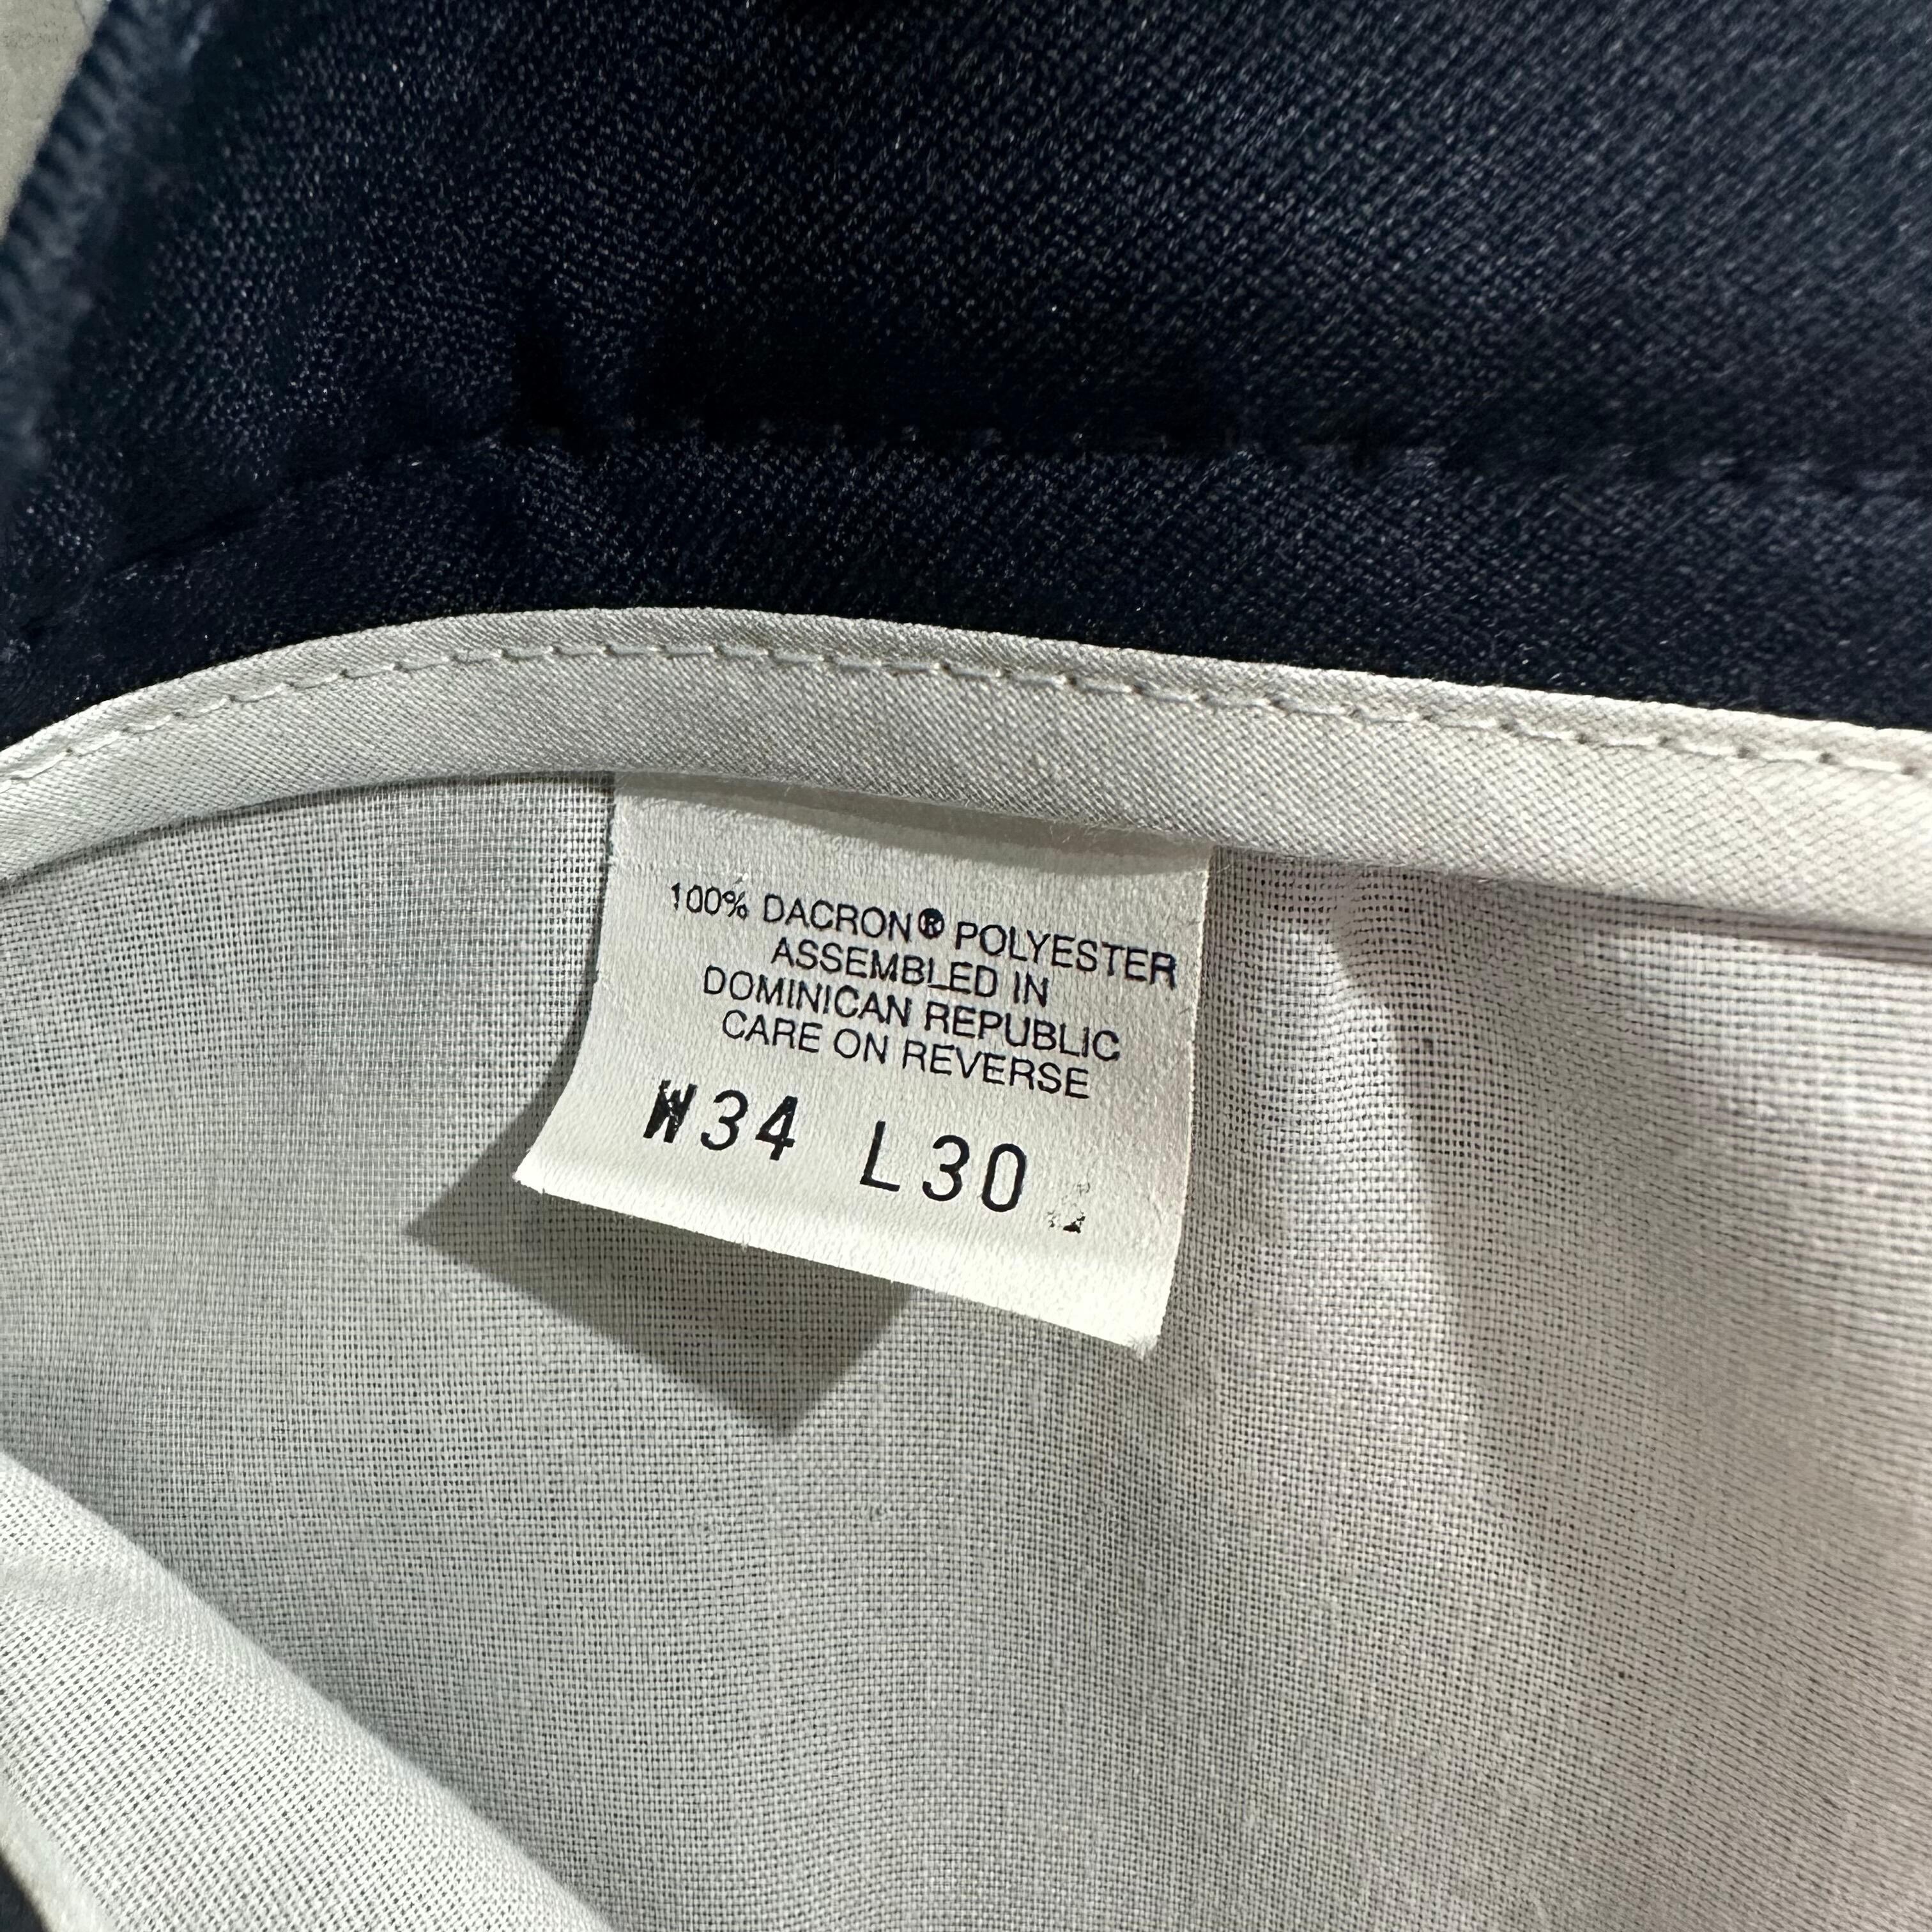 100% DACRON® POLYESTER
ASSEMBLED IN
DOMINICAN REPUBLIC
CARE ON REVERSE
W34 L30